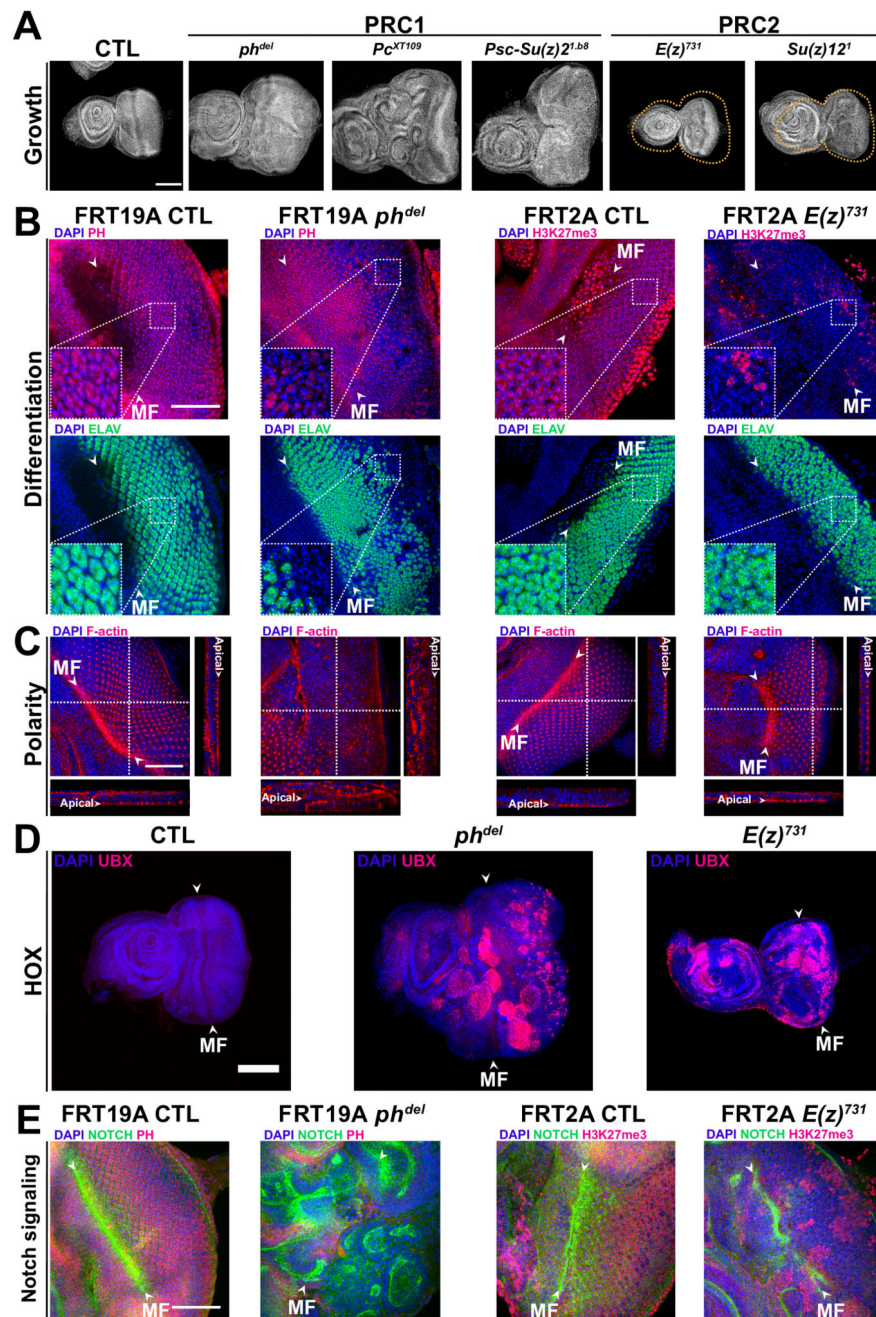 A
PRC1 PRC2
CTL ph^del Pc^XT109 Psc-Su(z)2^1.b8 E(z)^731 Su(z)12^1
Growth
B
FRT19A CTL FRT19A ph^del FRT2A CTL FRT2A E(z)^731
DAPI PH DAPI PH DAPI H3K27me3 DAPI H3K27me3
MF MF MF MF
Differentiation
DAPI ELAV DAPI ELAV DAPI ELAV DAPI ELAV
MF MF MF MF
C
DAPI F-actin DAPI F-actin DAPI F-actin DAPI F-actin
Apical Apical Apical Apical
MF MF MF
Polarity
Apical Apical Apical Apical
D
CTL ph^del E(z)^731
DAPI UBX DAPI UBX DAPI UBX
HOX
MF MF MF
E
FRT19A CTL FRT19A ph^del FRT2A CTL FRT2A E(z)^731
DAPI NOTCH PH DAPI NOTCH PH DAPI NOTCH H3K27me3 DAPI NOTCH H3K27me3
Notch signaling
MF MF MF MF